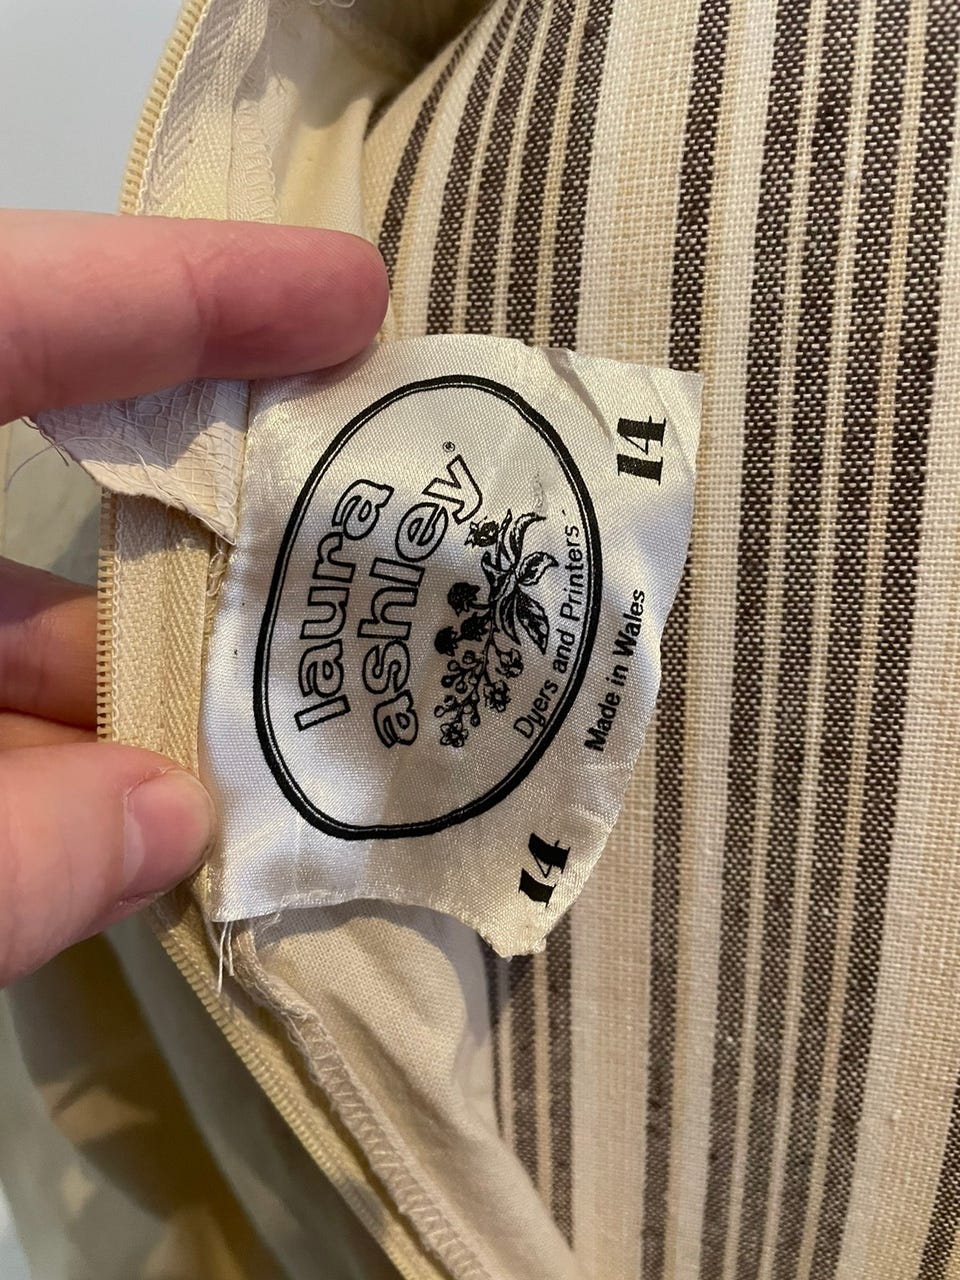 laura
ashley®
Dyers and Printers
Made in Wales
14
14